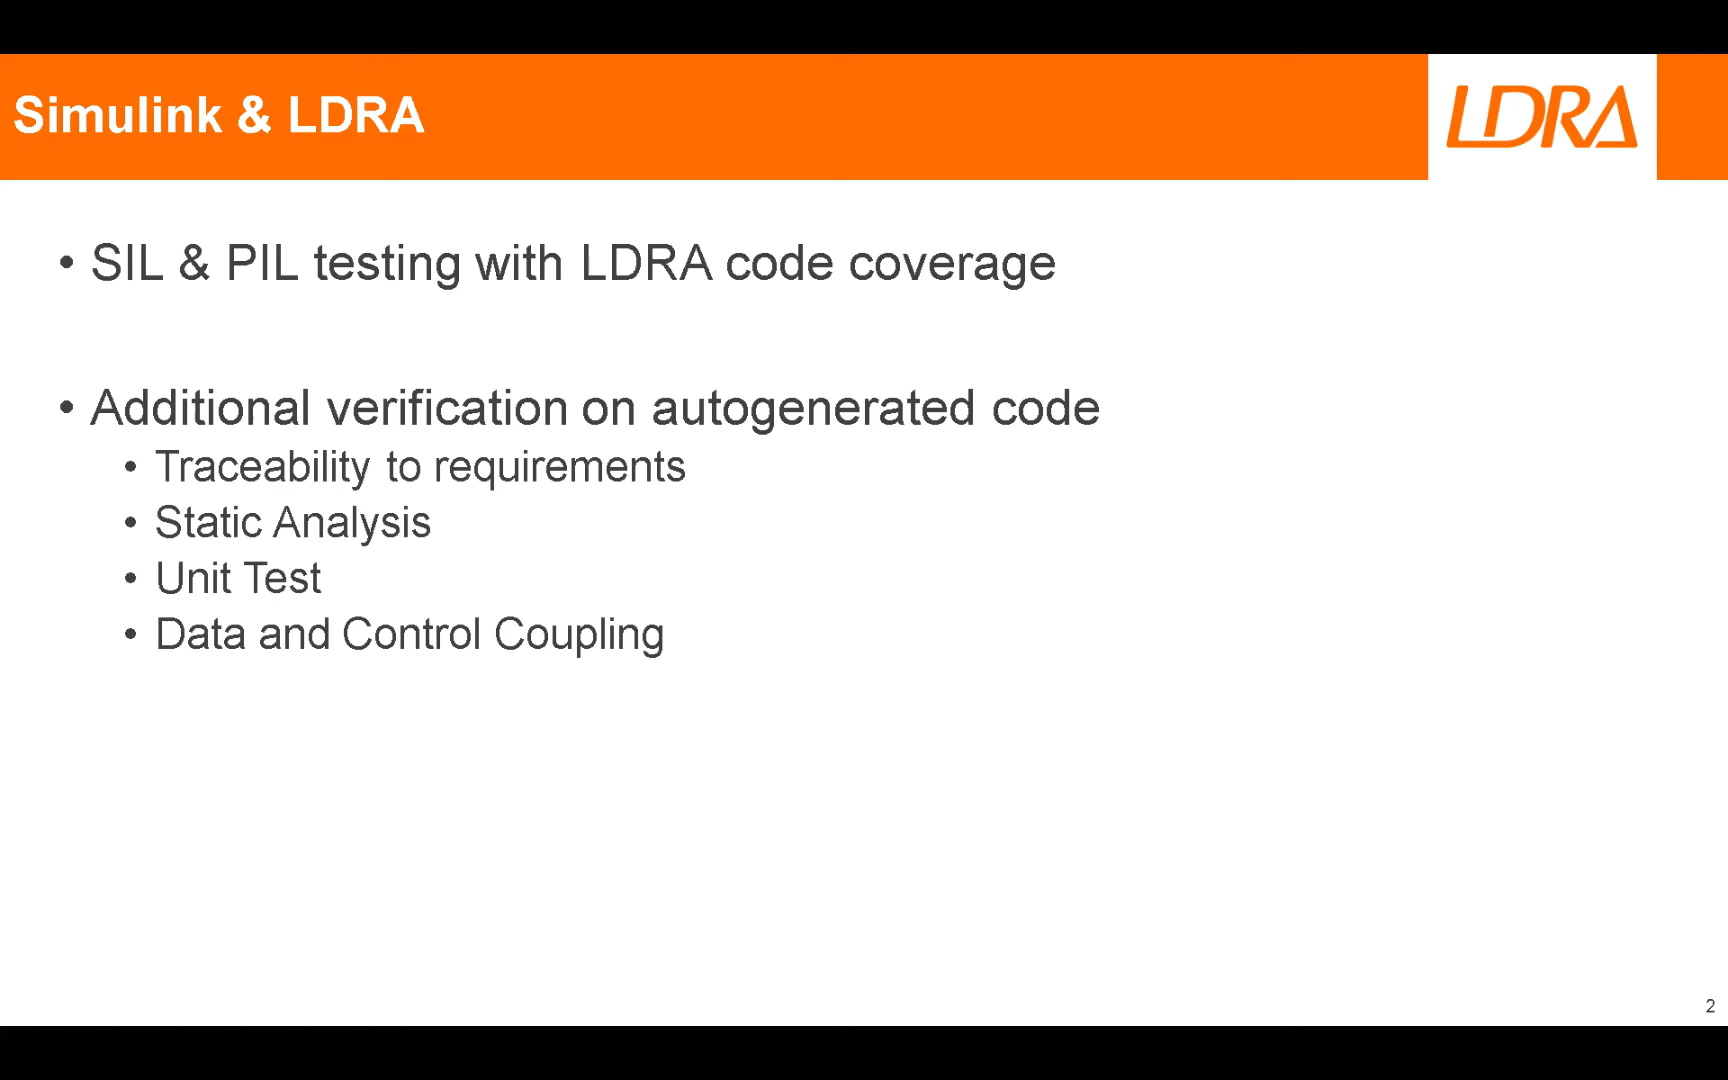 Simulink & LDRA
LDRA
• SIL & PIL testing with LDRA code coverage
• Additional verification on autogenerated code
• Traceability to requirements
• Static Analysis
• Unit Test
• Data and Control Coupling
2